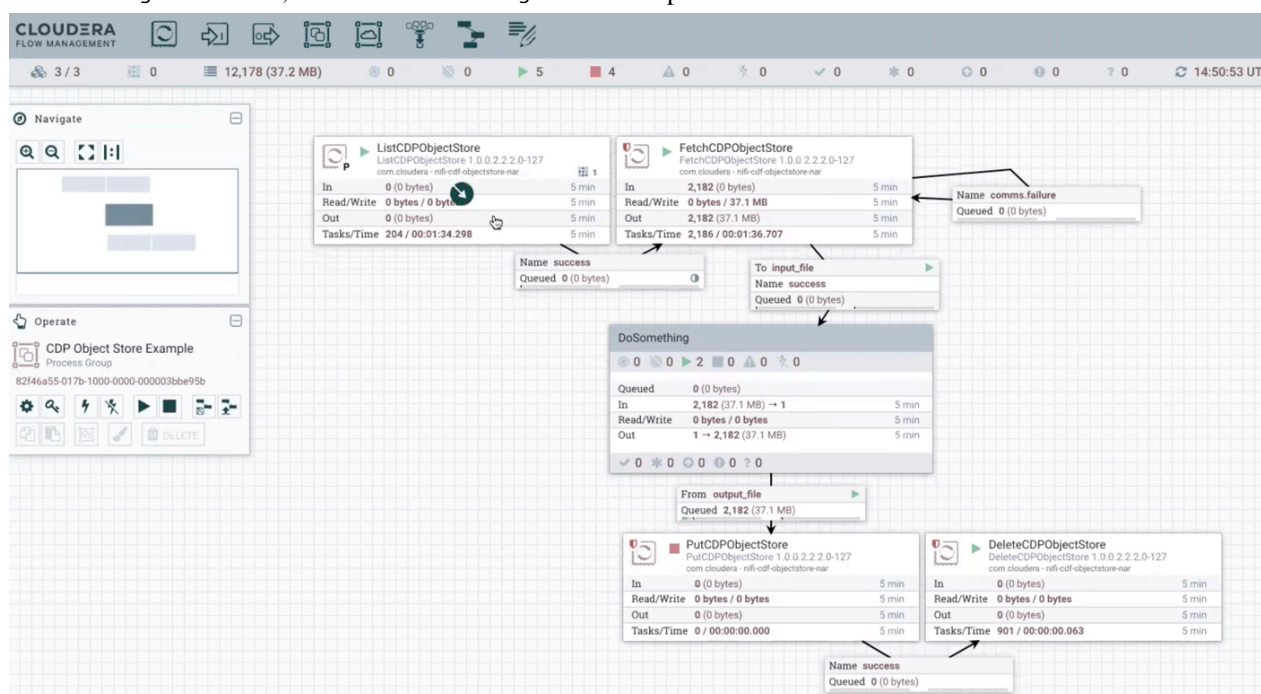 CLOUDERA
FLOW MANAGEMENT
3 / 3 0 12,178 (37.2 MB) 0 0 5 4 0 0 0 0 0 0 0 14:50:53 UT
Navigate
Operate
CDP Object Store Example
Process Group
82f46a55-017b-1000-0000-000003bbe95b
DELETE
ListCDPObjectStore
ListCDPObjectStore 1.0.0.2.2.2.0-127
com.cloudera - nifi-cdf-objectstore-nar
P
1
In 0 (0 bytes) 5 min
Read/Write 0 bytes / 0 byte 5 min
Out 0 (0 bytes) 5 min
Tasks/Time 204 / 00:01:34.298 5 min
FetchCDPObjectStore
FetchCDPObjectStore 1.0.0.2.2.2.0-127
com.cloudera - nifi-cdf-objectstore-nar
In 2,182 (0 bytes) 5 min
Read/Write 0 bytes / 37.1 MB 5 min
Out 2,182 (37.1 MB) 5 min
Tasks/Time 2,186 / 00:01:36.707 5 min
Name comms.failure
Queued 0 (0 bytes)
Name success
Queued 0 (0 bytes)
To input_file
Name success
Queued 0 (0 bytes)
DoSomething
0 0 2 0 0 0
Queued 0 (0 bytes)
In 2,182 (37.1 MB) → 1 5 min
Read/Write 0 bytes / 0 bytes 5 min
Out 1 → 2,182 (37.1 MB) 5 min
0 0 0 0 ? 0
From output_file
Queued 2,182 (37.1 MB)
PutCDPObjectStore
PutCDPObjectStore 1.0.0.2.2.2.0-127
com.cloudera - nifi-cdf-objectstore-nar
In 0 (0 bytes) 5 min
Read/Write 0 bytes / 0 bytes 5 min
Out 0 (0 bytes) 5 min
Tasks/Time 0 / 00:00:00.000 5 min
DeleteCDPObjectStore
DeleteCDPObjectStore 1.0.0.2.2.2.0-127
com.cloudera - nifi-cdf-objectstore-nar
In 0 (0 bytes) 5 min
Read/Write 0 bytes / 0 bytes 5 min
Out 0 (0 bytes) 5 min
Tasks/Time 901 / 00:00:00.063 5 min
Name success
Queued 0 (0 bytes)